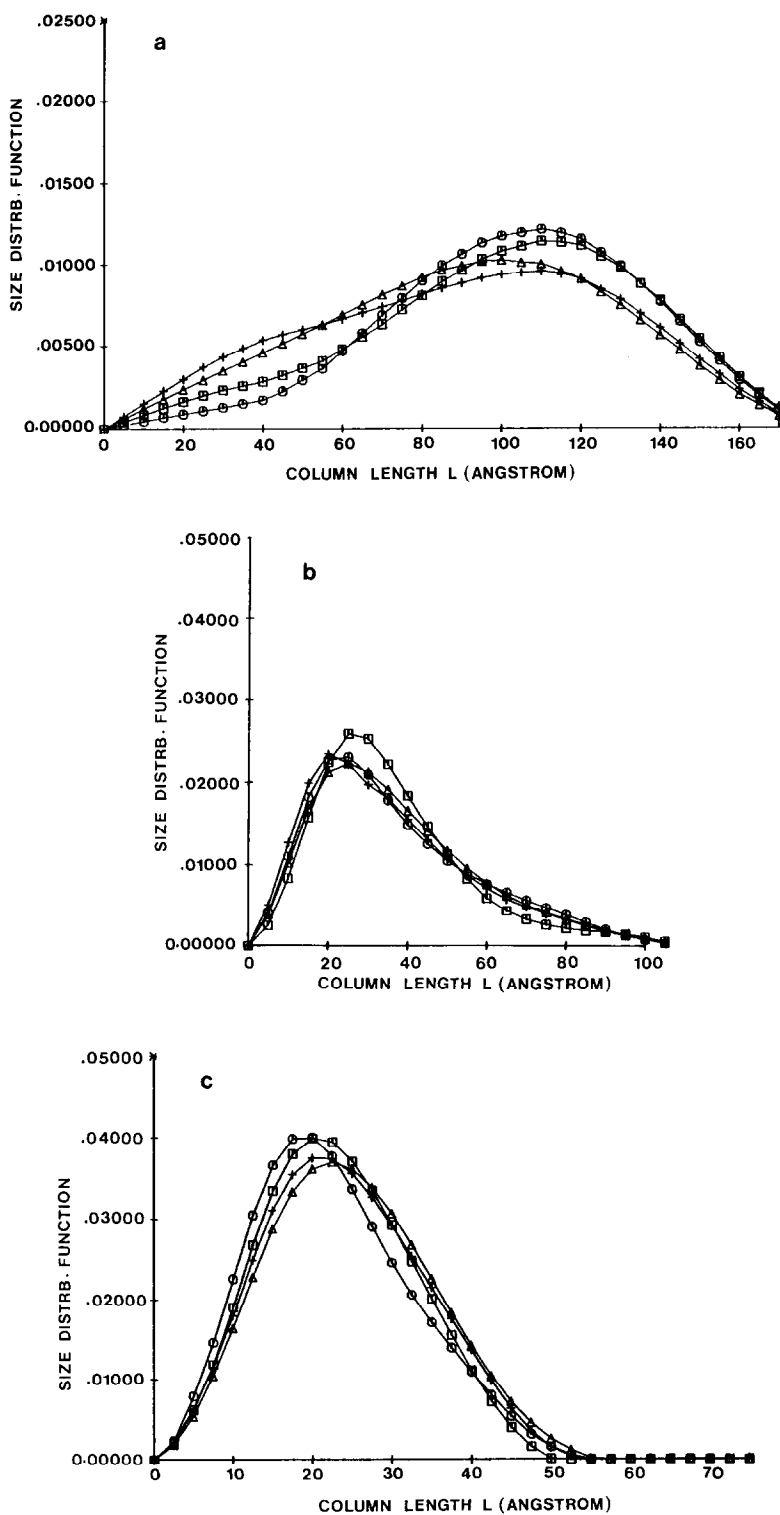 a
SIZE DISTRB. FUNCTION
.02500
.02000
.01500
.01000
.00500
0.00000
0 20 40 60 80 100 120 140 160
COLUMN LENGTH L (ANGSTROM)
b
SIZE DISTRB. FUNCTION
.05000
.04000
.03000
.02000
.01000
0.00000
0 20 40 60 80 100
COLUMN LENGTH L (ANGSTROM)
c
SIZE DISTRB. FUNCTION
.05000
.04000
.03000
.02000
.01000
0.00000
0 10 20 30 40 50 60 70
COLUMN LENGTH L (ANGSTROM)